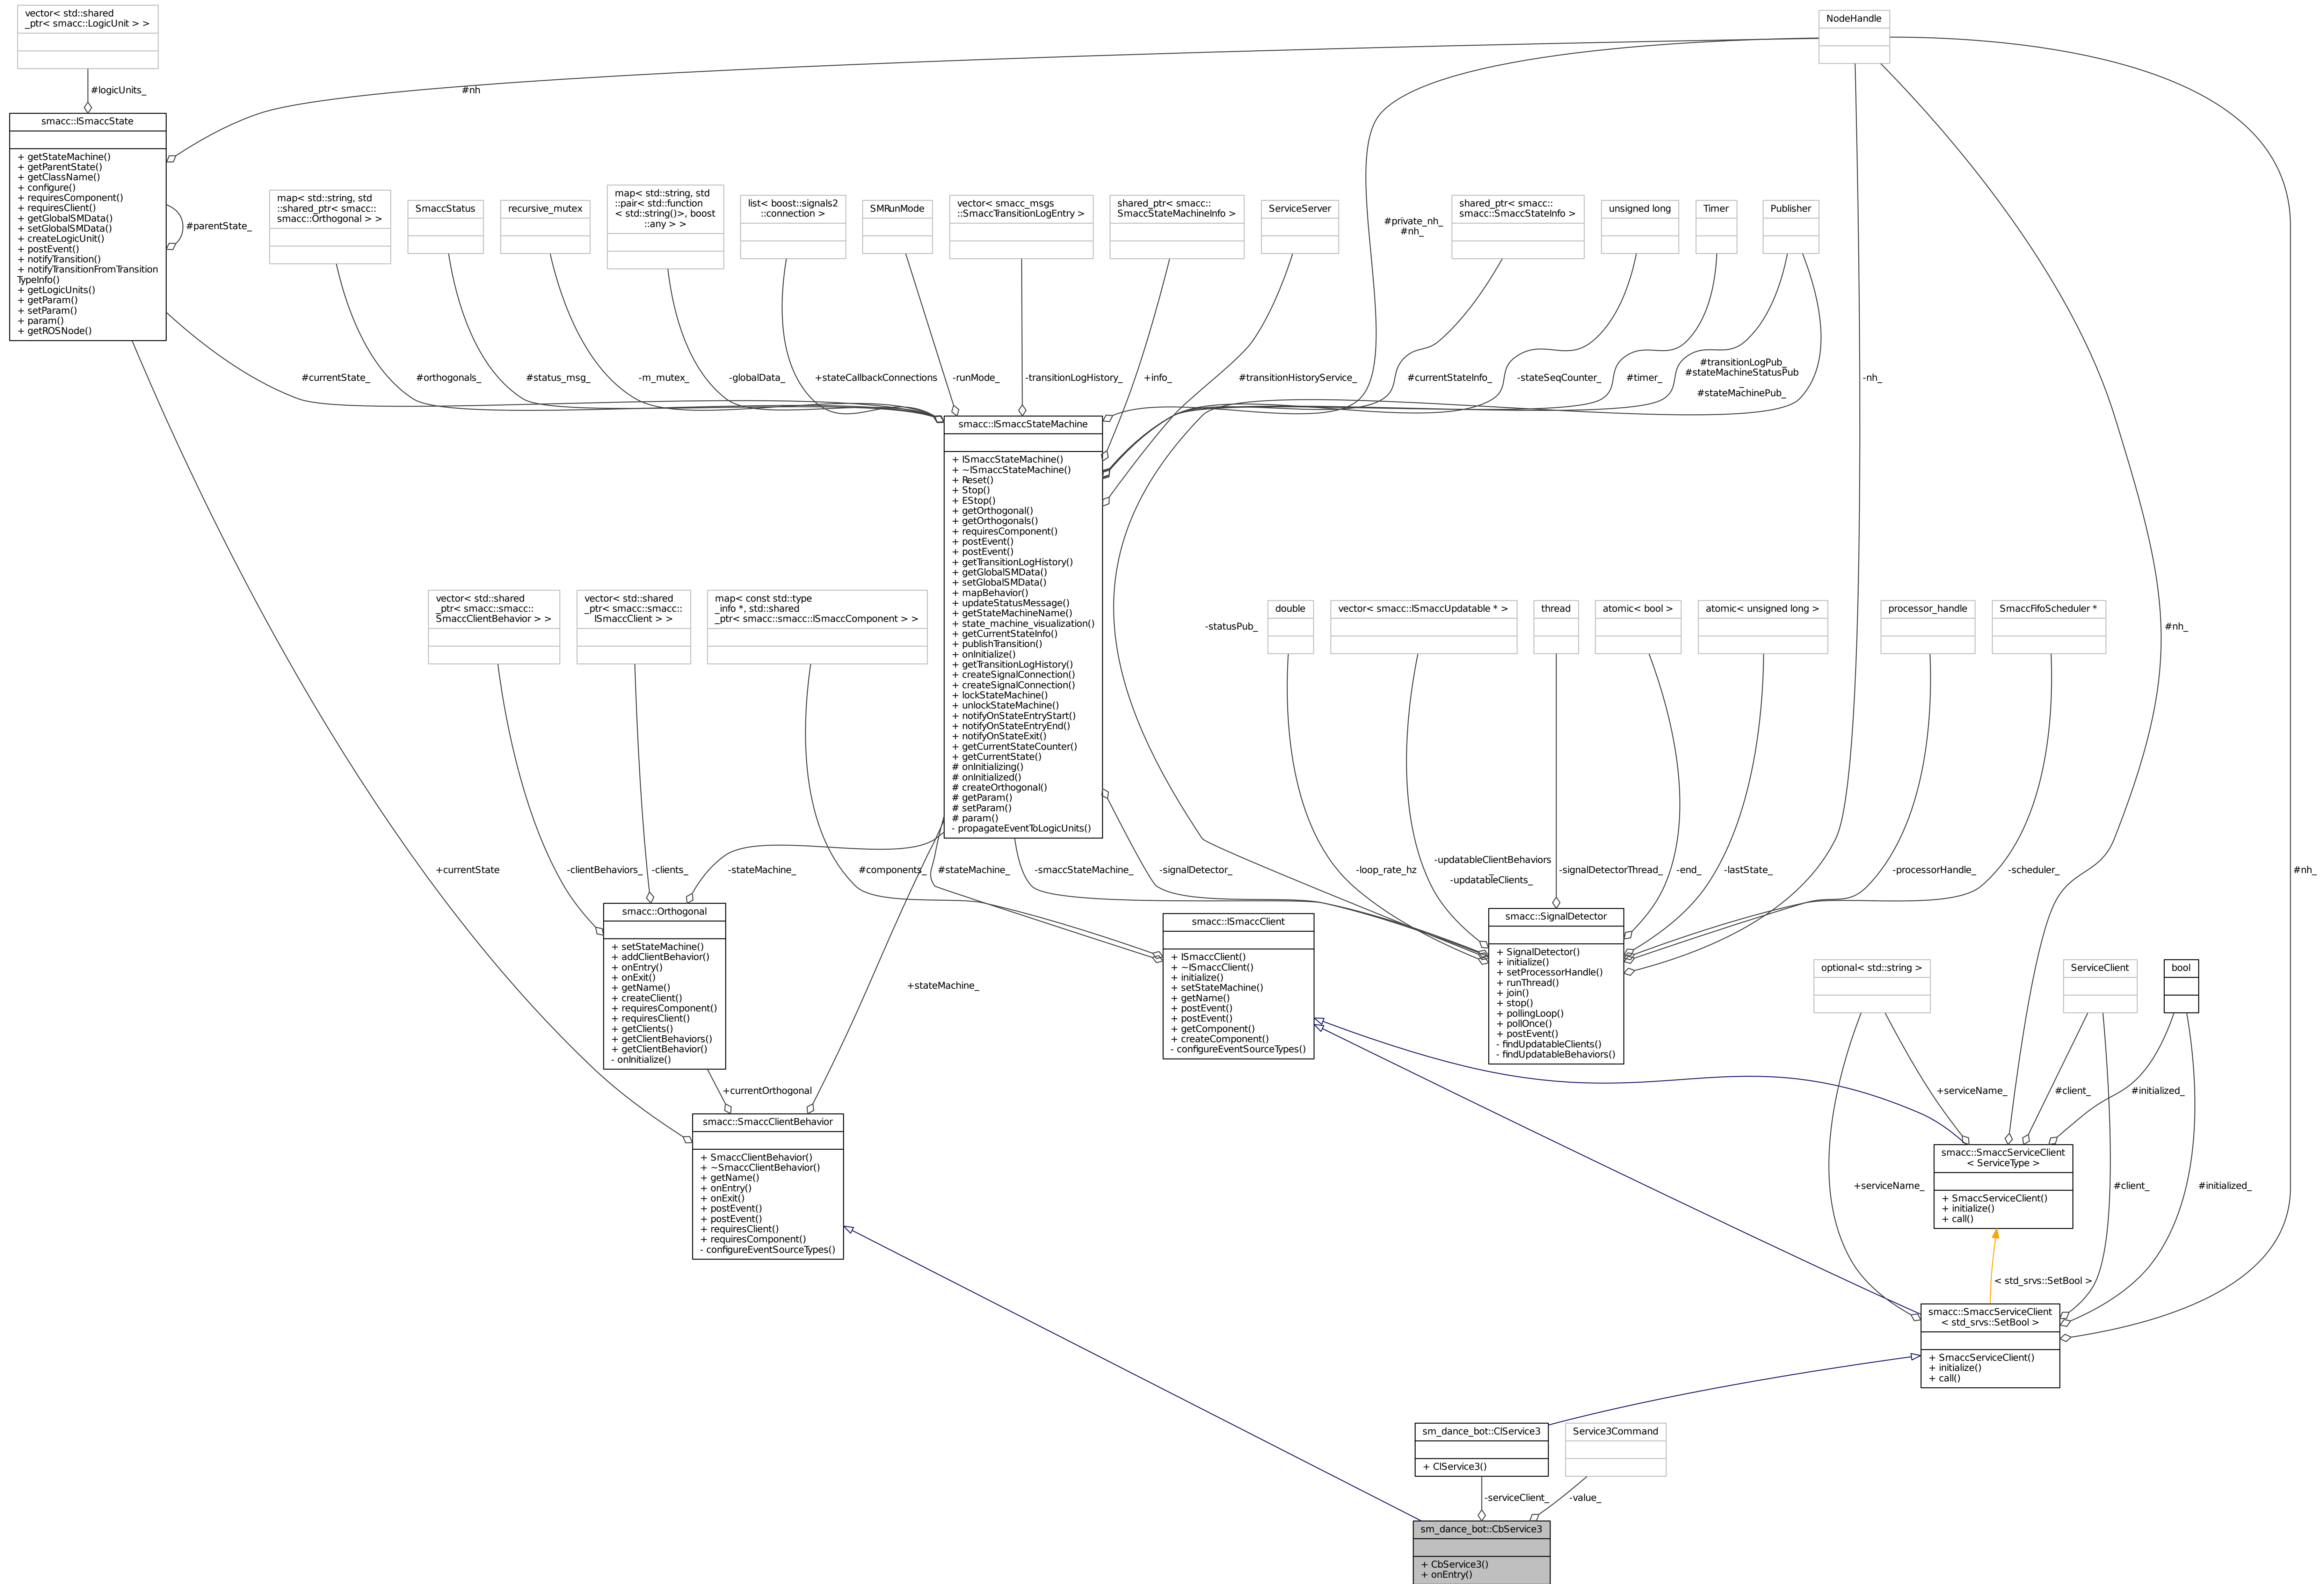 vector< std::shared
_ptr< smacc::LogicUnit > >
#logicUnits_
NodeHandle
#nh
smacc::ISmaccState
+ getStateMachine()
+ getParentState()
+ getClassName()
+ configure()
+ requiresComponent()
+ requiresClient()
+ getGlobalSMData()
+ setGlobalSMData()
+ createLogicUnit()
+ postEvent()
+ notifyTransition()
+ notifyTransitionFromTransition
TypeInfo()
+ getLogicUnits()
+ getParam()
+ setParam()
+ param()
+ getROSNode()
#parentState_
map< std::string, std
::shared_ptr< smacc::
smacc::Orthogonal > >
SmaccStatus
recursive_mutex
map< std::string, std
::pair< std::function
< std::string()>, boost
::any > >
list< boost::signals2
::connection >
SMRunMode
vector< smacc_msgs
::SmaccTransitionLogEntry >
shared_ptr< smacc::
SmaccStateMachineInfo >
ServiceServer
#private_nh_
#nh_
shared_ptr< smacc::
smacc::SmaccStateInfo >
unsigned long
Timer
Publisher
#currentState_
#orthogonals_
#status_msg_
-m_mutex_
-globalData_
+stateCallbackConnections
-runMode_
-transitionLogHistory_
+info_
#transitionHistoryService_
#currentStateInfo_
-stateSeqCounter_
#timer_
#transitionLogPub_
#stateMachineStatusPub
_
#stateMachinePub_
-nh_
smacc::ISmaccStateMachine
+ ISmaccStateMachine()
+ ~ISmaccStateMachine()
+ Reset()
+ Stop()
+ EStop()
+ getOrthogonal()
+ getOrthogonals()
+ requiresComponent()
+ postEvent()
+ postEvent()
+ getTransitionLogHistory()
+ getGlobalSMData()
+ setGlobalSMData()
+ mapBehavior()
+ updateStatusMessage()
+ getStateMachineName()
+ state_machine_visualization()
+ getCurrentStateInfo()
+ publishTransition()
+ onInitialize()
+ getTransitionLogHistory()
+ createSignalConnection()
+ createSignalConnection()
+ lockStateMachine()
+ unlockStateMachine()
+ notifyOnStateEntryStart()
+ notifyOnStateEntryEnd()
+ notifyOnStateExit()
+ getCurrentStateCounter()
+ getCurrentState()
# onInitializing()
# onInitialized()
# createOrthogonal()
# getParam()
# setParam()
# param()
- propagateEventToLogicUnits()
vector< std::shared
_ptr< smacc::smacc::
SmaccClientBehavior > >
vector< std::shared
_ptr< smacc::smacc::
ISmaccClient > >
map< const std::type
_info *, std::shared
_ptr< smacc::smacc::ISmaccComponent > >
-statusPub_
double
vector< smacc::ISmaccUpdatable * >
thread
atomic< bool >
atomic< unsigned long >
processor_handle
SmaccFifoScheduler *
#nh_
+currentState
-clientBehaviors_
-clients_
-stateMachine_
#components_
#stateMachine_
-smaccStateMachine_
-signalDetector_
-loop_rate_hz
-updatableClientBehaviors
_
-updatableClients_
-signalDetectorThread_
-end_
-lastState_
-processorHandle_
-scheduler_
#nh_
smacc::Orthogonal
+ setStateMachine()
+ addClientBehavior()
+ onEntry()
+ onExit()
+ getName()
+ createClient()
+ requiresComponent()
+ requiresClient()
+ getClients()
+ getClientBehaviors()
+ getClientBehavior()
- onInitialize()
+stateMachine_
smacc::ISmaccClient
+ ISmaccClient()
+ ~ISmaccClient()
+ initialize()
+ setStateMachine()
+ getName()
+ postEvent()
+ postEvent()
+ getComponent()
+ createComponent()
- configureEventSourceTypes()
smacc::SignalDetector
+ SignalDetector()
+ initialize()
+ setProcessorHandle()
+ runThread()
+ join()
+ stop()
+ pollingLoop()
+ pollOnce()
+ postEvent()
- findUpdatableClients()
- findUpdatableBehaviors()
optional< std::string >
ServiceClient
bool
+currentOrthogonal
+serviceName_
#client_
#initialized_
smacc::SmaccClientBehavior
+ SmaccClientBehavior()
+ ~SmaccClientBehavior()
+ getName()
+ onEntry()
+ onExit()
+ postEvent()
+ postEvent()
+ requiresClient()
+ requiresComponent()
- configureEventSourceTypes()
smacc::SmaccServiceClient
< ServiceType >
+ SmaccServiceClient()
+ initialize()
+ call()
+serviceName_
#client_
#initialized_
< std_srvs::SetBool >
smacc::SmaccServiceClient
< std_srvs::SetBool >
+ SmaccServiceClient()
+ initialize()
+ call()
sm_dance_bot::ClService3
+ ClService3()
Service3Command
-serviceClient_
-value_
sm_dance_bot::CbService3
+ CbService3()
+ onEntry()